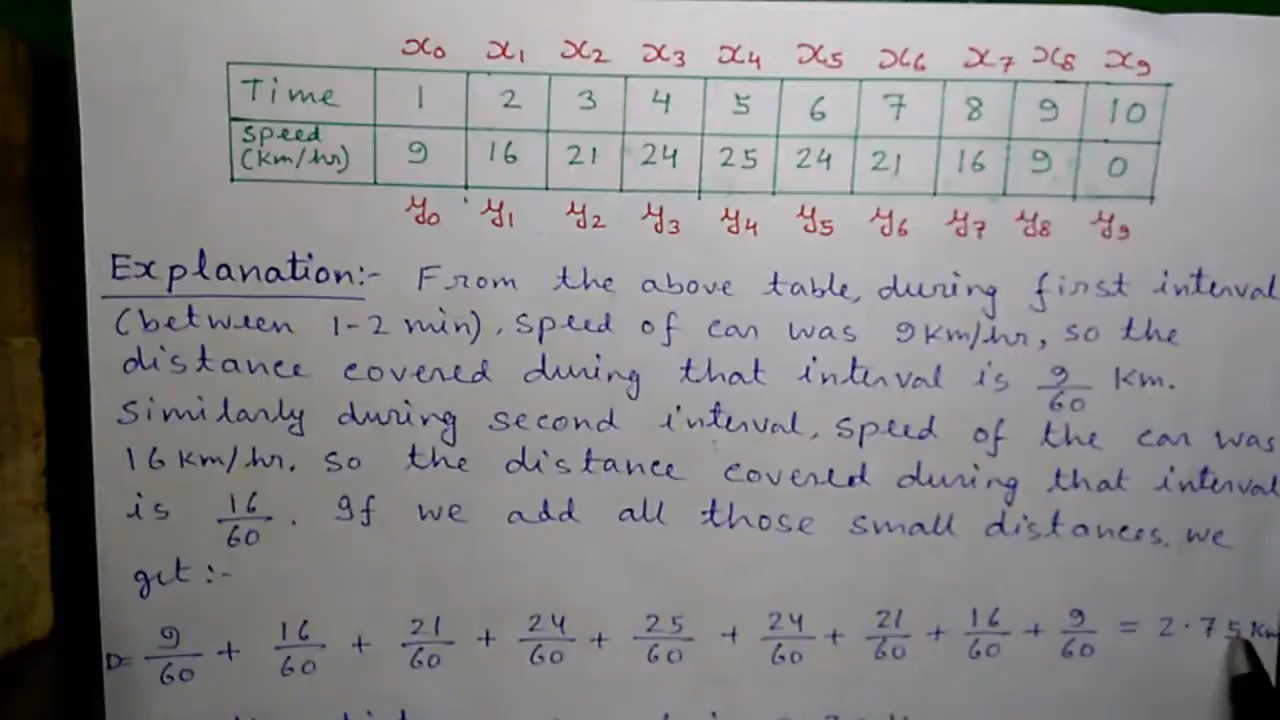 x₀ x₁ x₂ x₃ x₄ x₅ x₆ x₇ x₈ x₉
Time 1 2 3 4 5 6 7 8 9 10
speed (km/hr) 9 16 21 24 25 24 21 16 9 0
y₀ y₁ y₂ y₃ y₄ y₅ y₆ y₇ y₈ y₉
Explanation:- From the above table, during first interval
(between 1-2 min), speed of car was 9 km/hr, so the
distance covered during that interval is 9/60 Km.
Similarly during second interval, speed of the car was
16 km/hr. so the distance covered during that interval
is 16/60. If we add all those small distances. we
get :-
D= 9/60 + 16/60 + 21/60 + 24/60 + 25/60 + 24/60 + 21/60 + 16/60 + 9/60 = 2.75 Km